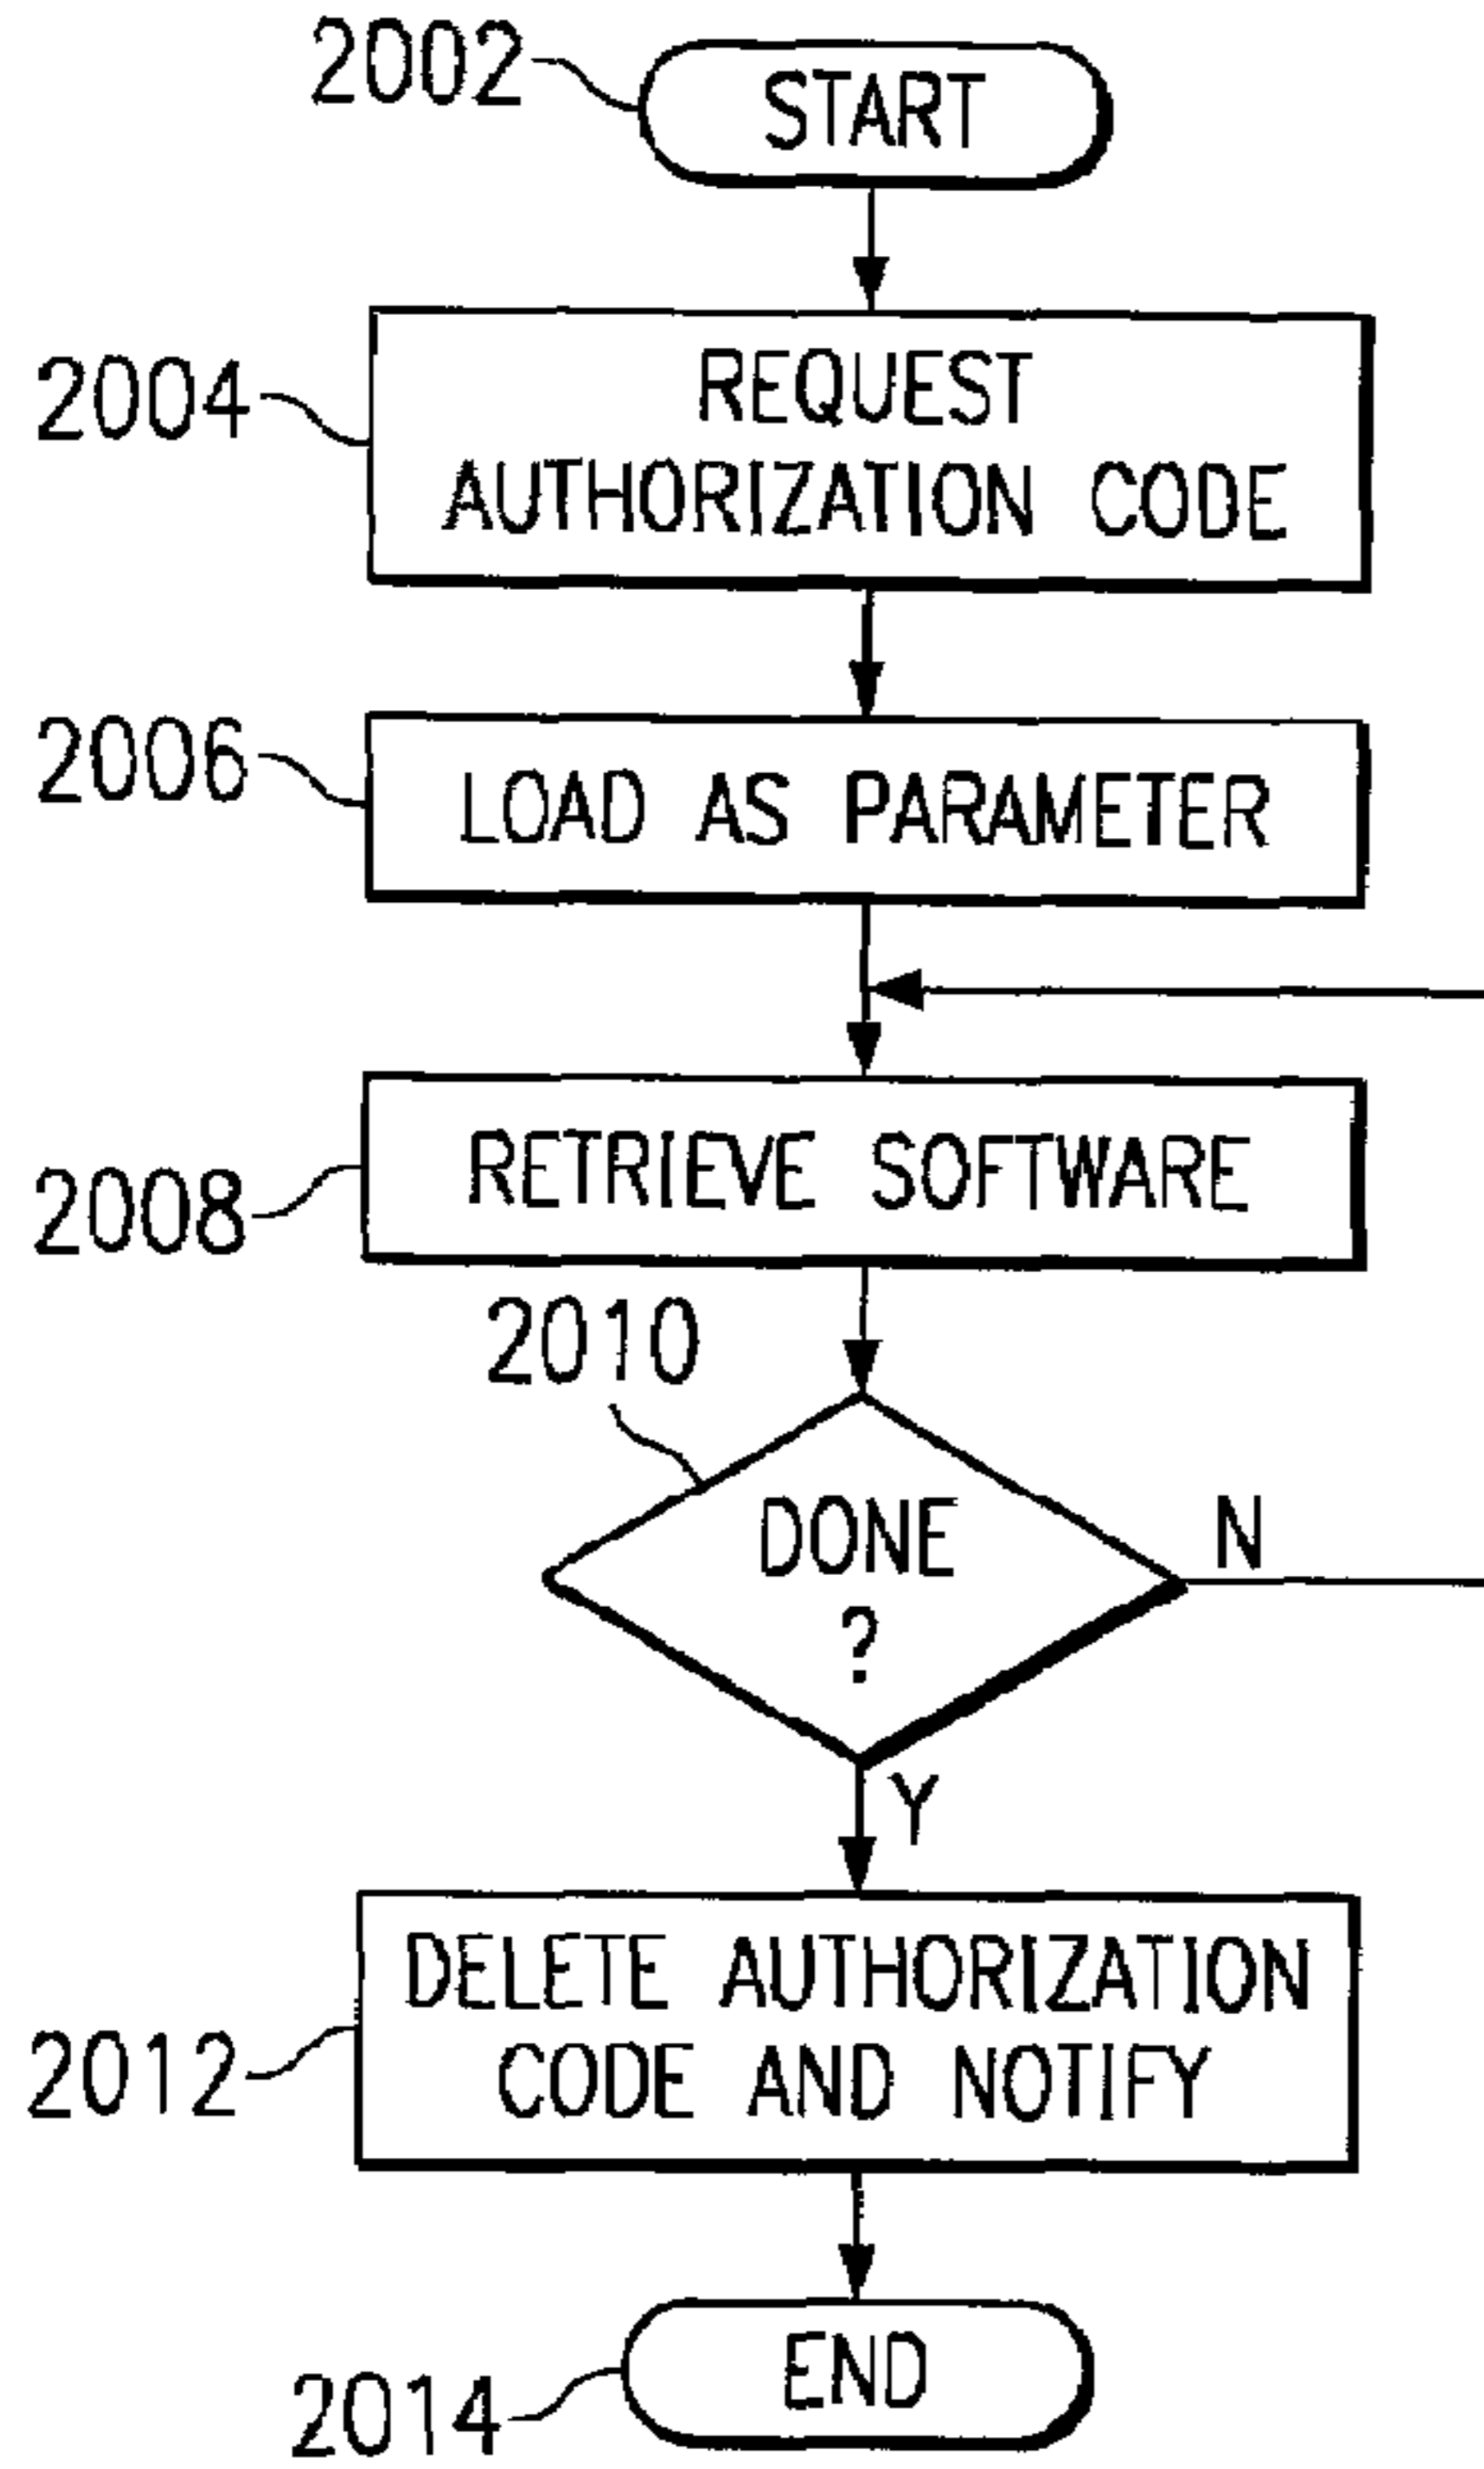 2002
START
2004
REQUEST
AUTHORIZATION CODE
2006
LOAD AS PARAMETER
2008
RETRIEVE SOFTWARE
2010
DONE
?
N
Y
2012
DELETE AUTHORIZATION
CODE AND NOTIFY
2014
END